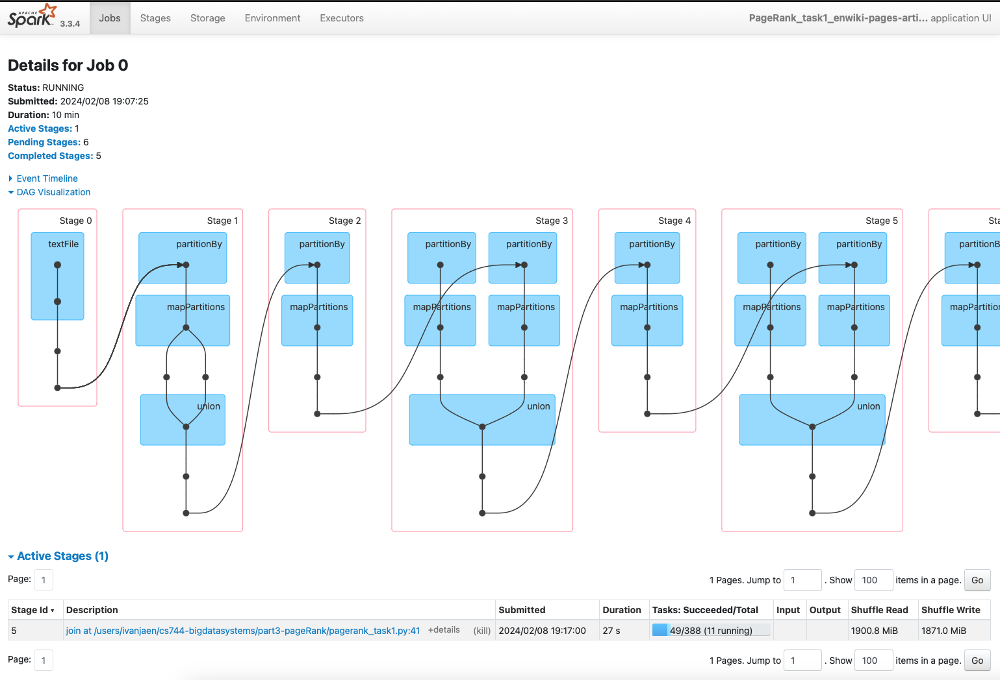 APACHE Spark 3.3.4 Jobs Stages Storage Environment Executors PageRank_task1_enwiki-pages-arti... application UI
Details for Job 0
Status: RUNNING
Submitted: 2024/02/08 19:07:25
Duration: 10 min
Active Stages: 1
Pending Stages: 6
Completed Stages: 5
Event Timeline
DAG Visualization
Stage 0 Stage 1 Stage 2 Stage 3 Stage 4 Stage 5 Sta
textFile partitionBy partitionBy partitionBy partitionBy partitionBy partitionBy partitionBy partitionB
mapPartitions mapPartitions mapPartitions mapPartitions mapPartitions mapPartitions mapPartitions mapPartition
union union union
Active Stages (1)
Page: 1 1 Pages. Jump to 1 . Show 100 items in a page. Go
Stage Id Description Submitted Duration Tasks: Succeeded/Total Input Output Shuffle Read Shuffle Write
5 join at /users/ivanjaen/cs744-bigdatasystems/part3-pageRank/pagerank_task1.py:41 +details (kill) 2024/02/08 19:17:00 27 s 49/388 (11 running) 1900.8 MiB 1871.0 MiB
Page: 1 1 Pages. Jump to 1 . Show 100 items in a page. Go